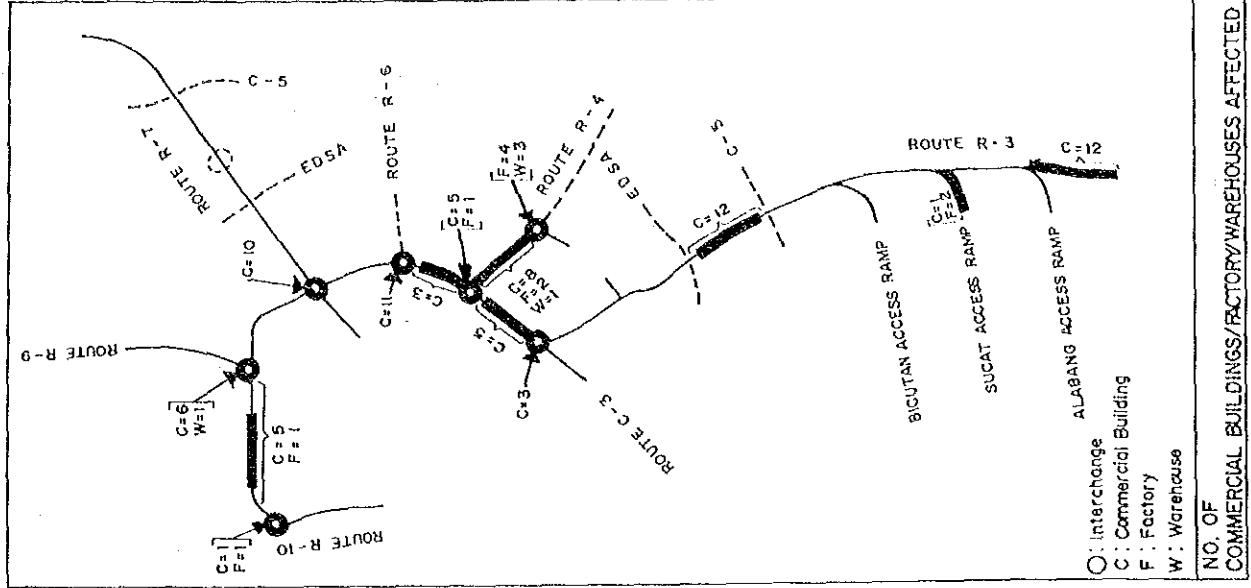 C-5
ROUTE R-7
EDSA
ROUTE R-6
C=10
ROUTE R-9
C=11
C=3
[C=5
F=1]
[F=4
W=3]
ROUTE R-4
[C=6
W=1]
C=5
F=1
F=2
W=1
C=5
C=3
EDSA
C=12
C-5
ROUTE R-3
C=12
[C=1
F=2]
[C=1
F=1]
ROUTE R-10
ROUTE C-3
BICUTAN ACCESS RAMP
SUCAT ACCESS RAMP
ALABANG ACCESS RAMP
O: Interchange
C : Commercial Building
F : Factory
W : Warehouse
NO. OF
COMMERCIAL BUILDINGS/FACTORY/WAREHOUSES AFFECTED